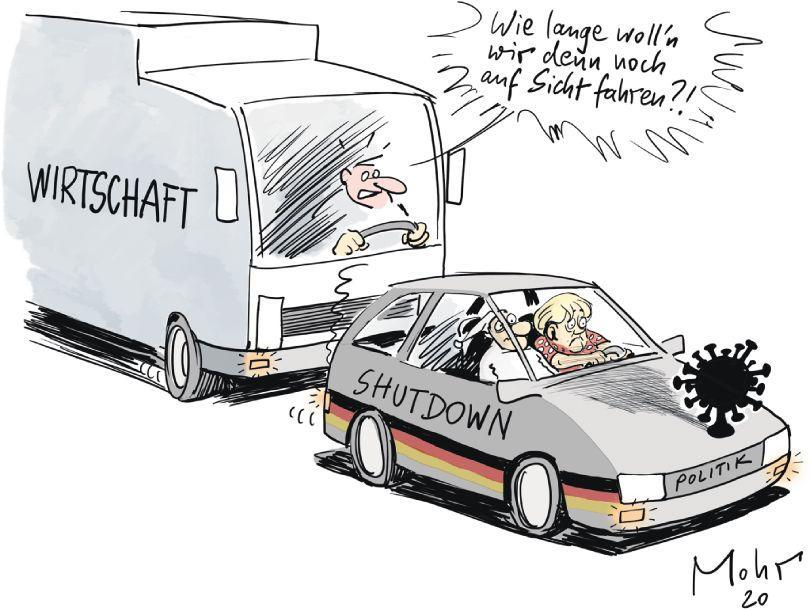 Wie lange woll'n
wir denn noch
auf Sicht fahren?!
WIRTSCHAFT
SHUTDOWN
POLITIK
Mohr
20